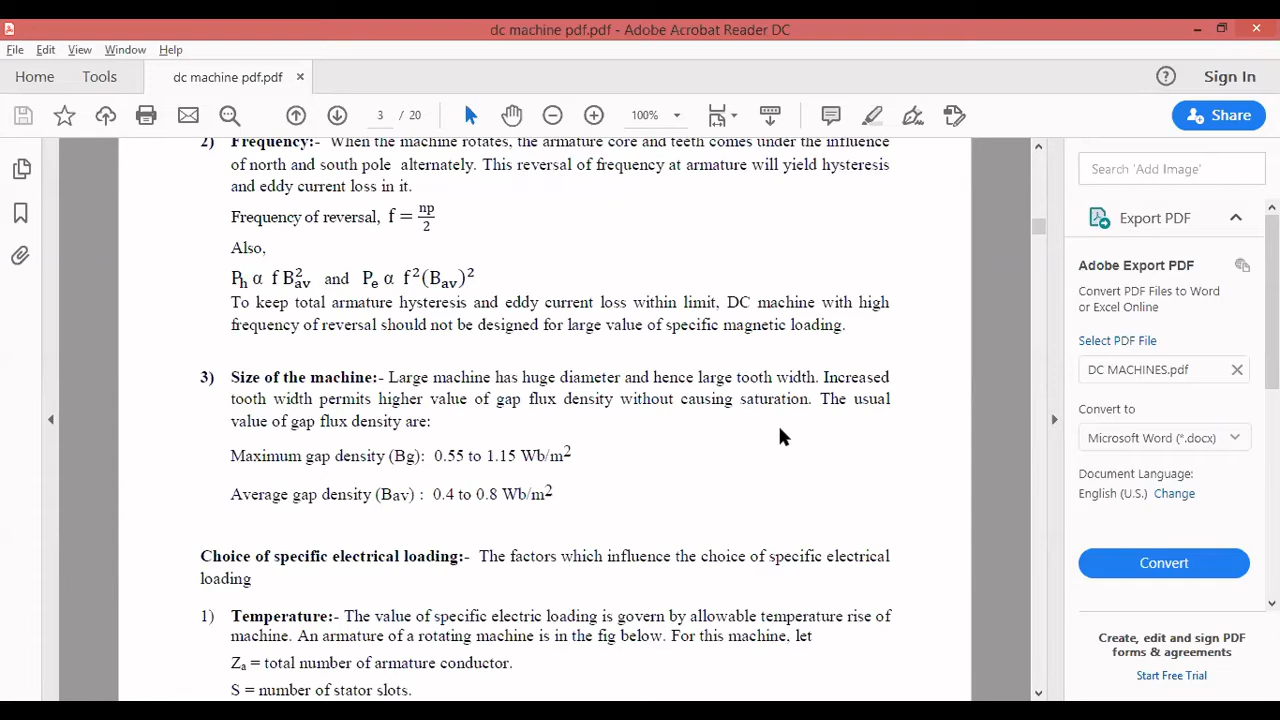 dc machine pdf.pdf - Adobe Acrobat Reader DC
File Edit View Window Help
Home Tools dc machine pdf.pdf × Sign In
3 / 20 100% Share
2) Frequency:- When the machine rotates, the armature core and teeth comes under the influence
of north and south pole alternately. This reversal of frequency at armature will yield hysteresis
and eddy current loss in it.
Frequency of reversal, f = np/2
Also,
Pₕ α f B²ₐᵥ and Pₑ α f²(Bₐᵥ)²
To keep total armature hysteresis and eddy current loss within limit, DC machine with high
frequency of reversal should not be designed for large value of specific magnetic loading.
3) Size of the machine:- Large machine has huge diameter and hence large tooth width. Increased
tooth width permits higher value of gap flux density without causing saturation. The usual
value of gap flux density are:
Maximum gap density (Bg): 0.55 to 1.15 Wb/m²
Average gap density (Bav) : 0.4 to 0.8 Wb/m²
Choice of specific electrical loading:- The factors which influence the choice of specific electrical
loading
1) Temperature:- The value of specific electric loading is govern by allowable temperature rise of
machine. An armature of a rotating machine is in the fig below. For this machine, let
Zₐ = total number of armature conductor.
S = number of stator slots.
Search 'Add Image'
Export PDF
Adobe Export PDF
Convert PDF Files to Word
or Excel Online
Select PDF File
DC MACHINES.pdf ×
Convert to
Microsoft Word (*.docx)
Document Language:
English (U.S.) Change
Convert
Create, edit and sign PDF
forms & agreements
Start Free Trial